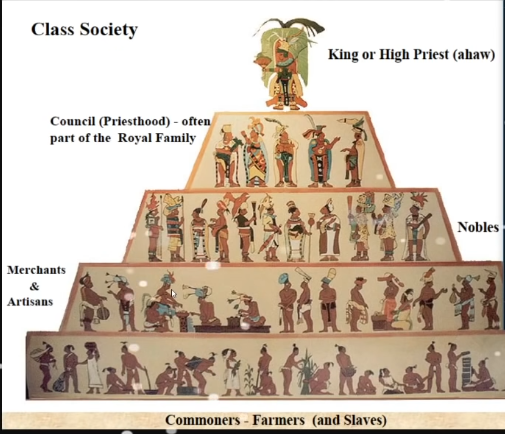 Class Society
King or High Priest (ahaw)
Council (Priesthood) - often
part of the Royal Family
Nobles
Merchants
&
Artisans
Commoners - Farmers (and Slaves)